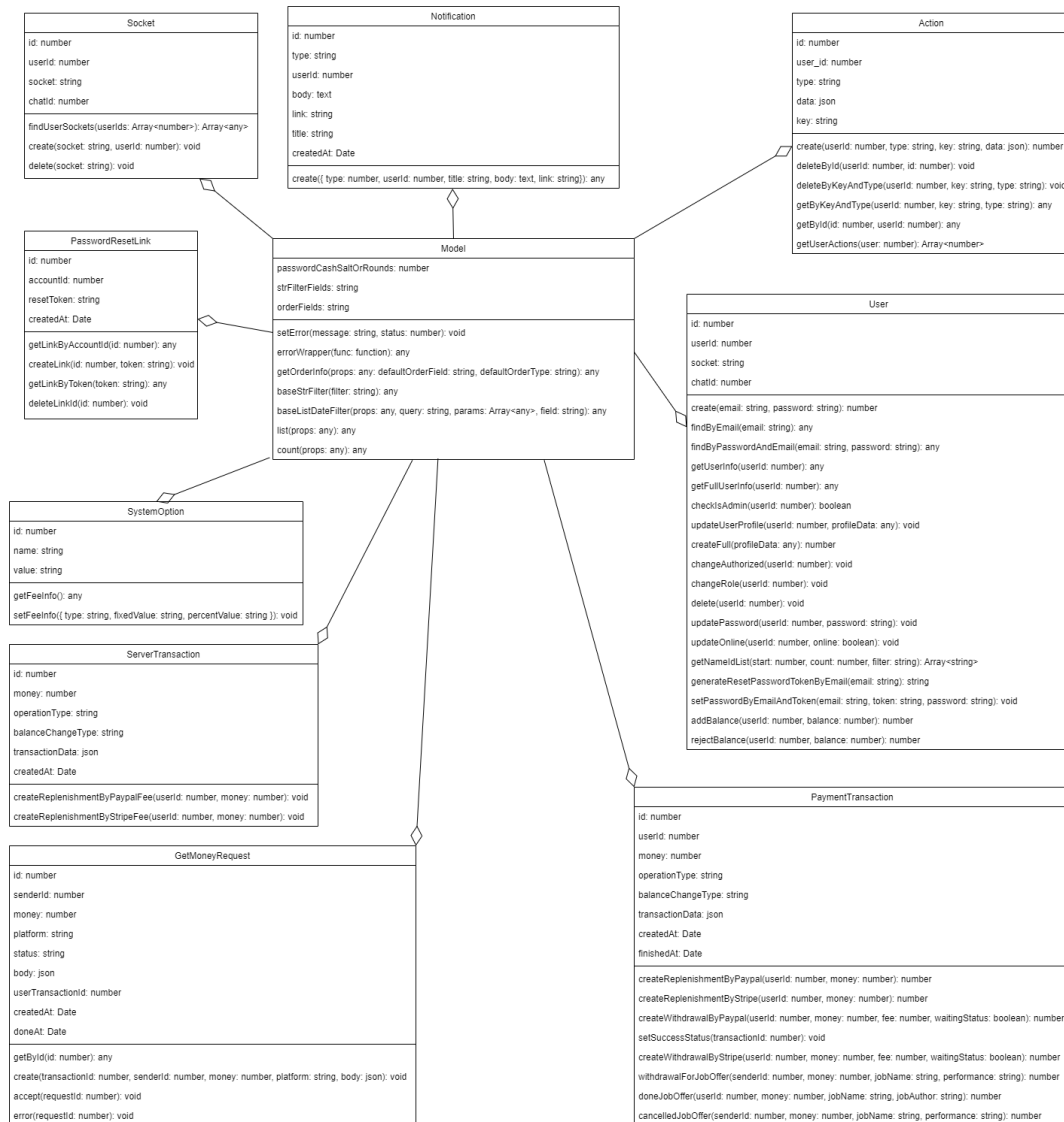 Socket
id: number
userId: number
socket: string
chatId: number
findUserSockets(userIds: Array<number>): Array<any>
create(socket: string, userId: number): void
delete(socket: string): void
Notification
id: number
type: string
userId: number
body: text
link: string
title: string
createdAt: Date
create({ type: number, userId: number, title: string, body: text, link: string}): any
Action
id: number
user_id: number
type: string
data: json
key: string
create(userId: number, type: string, key: string, data: json): number
deleteById(userId: number, id: number): void
deleteByKeyAndType(userId: number, key: string, type: string): void
getByKeyAndType(userId: number, key: string, type: string): any
getById(id: number, userId: number): any
getUserActions(user: number): Array<number>
PasswordResetLink
id: number
accountId: number
resetToken: string
createdAt: Date
getLinkByAccountId(id: number): any
createLink(id: number, token: string): void
getLinkByToken(token: string): any
deleteLinkId(id: number): void
Model
passwordCashSaltOrRounds: number
strFilterFields: string
orderFields: string
setError(message: string, status: number): void
errorWrapper(func: function): any
getOrderInfo(props: any: defaultOrderField: string, defaultOrderType: string): any
baseStrFilter(filter: string): any
baseListDateFilter(props: any, query: string, params: Array<any>, field: string): any
list(props: any): any
count(props: any): any
User
id: number
userId: number
socket: string
chatId: number
create(email: string, password: string): number
findByEmail(email: string): any
findByPasswordAndEmail(email: string, password: string): any
getUserInfo(userId: number): any
getFullUserInfo(userId: number): any
checkIsAdmin(userId: number): boolean
updateUserProfile(userId: number, profileData: any): void
createFull(profileData: any): number
changeAuthorized(userId: number): void
changeRole(userId: number): void
delete(userId: number): void
updatePassword(userId: number, password: string): void
updateOnline(userId: number, online: boolean): void
getNameIdList(start: number, count: number, filter: string): Array<string>
generateResetPasswordTokenByEmail(email: string): string
setPasswordByEmailAndToken(email: string, token: string, password: string): void
addBalance(userId: number, balance: number): number
rejectBalance(userId: number, balance: number): number
SystemOption
id: number
name: string
value: string
getFeeInfo(): any
setFeeInfo({ type: string, fixedValue: string, percentValue: string }): void
ServerTransaction
id: number
money: number
operationType: string
balanceChangeType: string
transactionData: json
createdAt: Date
createReplenishmentByPaypalFee(userId: number, money: number): void
createReplenishmentByStripeFee(userId: number, money: number): void
GetMoneyRequest
id: number
senderId: number
money: number
platform: string
status: string
body: json
userTransactionId: number
createdAt: Date
doneAt: Date
getById(id: number): any
create(transactionId: number, senderId: number, money: number, platform: string, body: json): void
accept(requestId: number): void
error(requestId: number): void
PaymentTransaction
id: number
userId: number
money: number
operationType: string
balanceChangeType: string
transactionData: json
createdAt: Date
finishedAt: Date
createReplenishmentByPaypal(userId: number, money: number): number
createReplenishmentByStripe(userId: number, money: number): number
createWithdrawalByPaypal(userId: number, money: number, fee: number, waitingStatus: boolean): number
setSuccessStatus(transactionId: number): void
createWithdrawalByStripe(userId: number, money: number, fee: number, waitingStatus: boolean): number
withdrawalForJobOffer(senderId: number, money: number, jobName: string, performance: string): number
doneJobOffer(userId: number, money: number, jobName: string, jobAuthor: string): number
cancelledJobOffer(senderId: number, money: number, jobName: string, performance: string): number